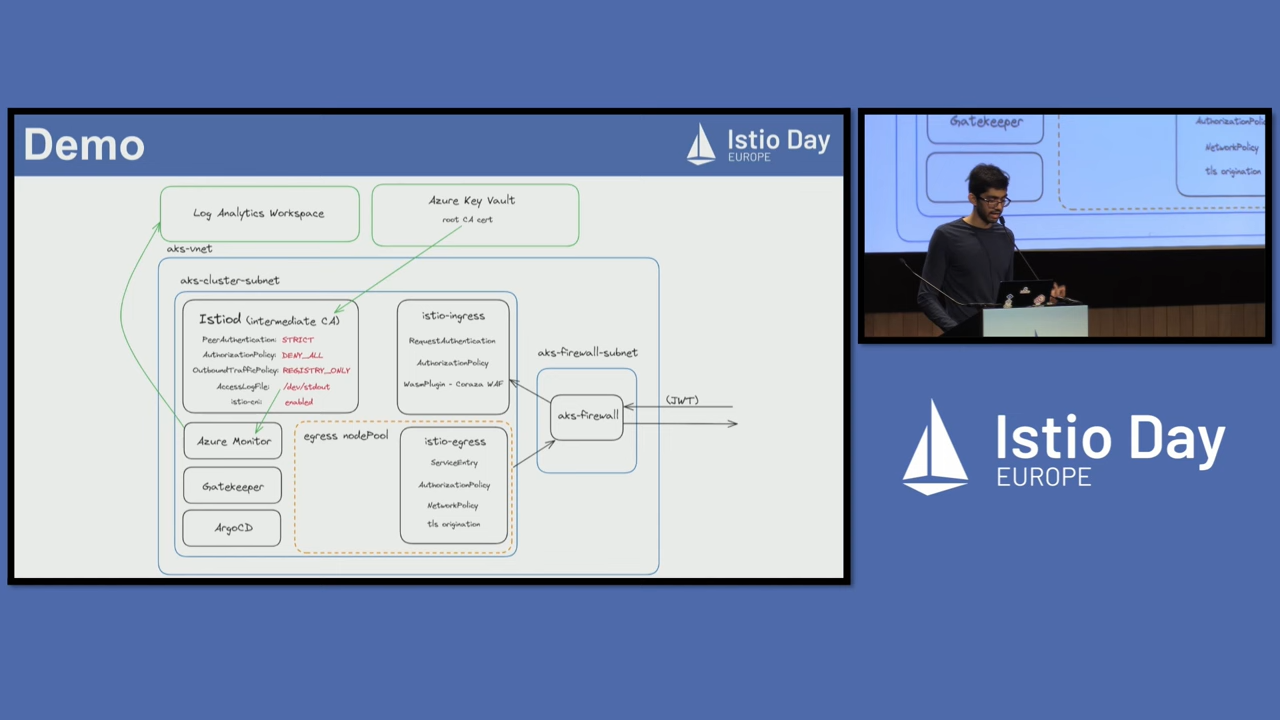 Demo
Istio Day
EUROPE
Log Analytics Workspace
Azure Key Vault
root CA cert
aks-vnet
aks-cluster-subnet
Istiod (intermediate CA)
PeerAuthentication: STRICT
AuthorizationPolicy: DENY_ALL
OutboundTrafficPolicy: REGISTRY_ONLY
AccessLogFile: /dev/stdout
istio-cni: enabled
istio-ingress
RequestAuthentication
AuthorizationPolicy
WasmPlugin - Coraza WAF
aks-firewall-subnet
aks-firewall
(JWT)
Azure Monitor
Gatekeeper
ArgoCD
egress nodePool
istio-egress
ServiceEntry
AuthorizationPolicy
NetworkPolicy
tls origination
Gatekeeper
NetworkPolicy
tls origination
Istio Day
EUROPE